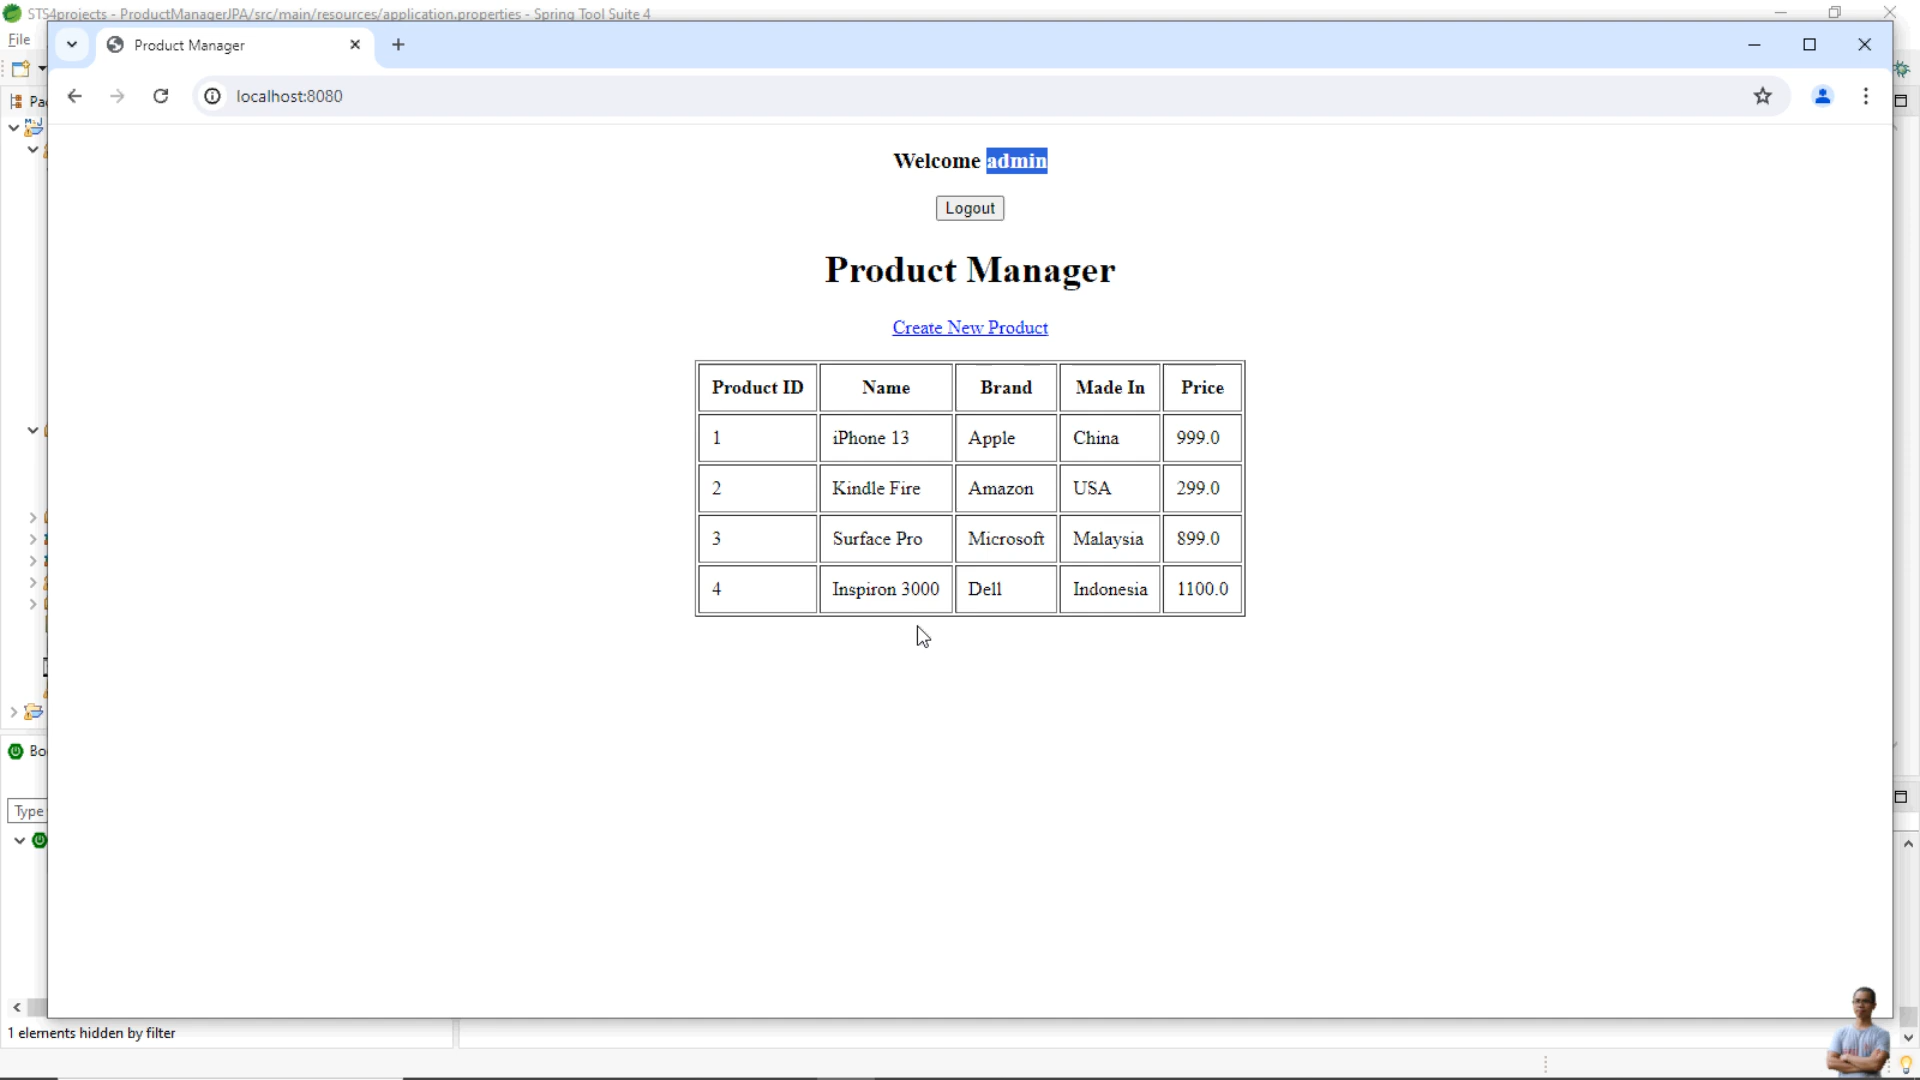 STS4projects - ProductManagerJPA/src/main/resources/application.properties - Spring Tool Suite 4
File
Product Manager
localhost:8080
Welcome admin
Logout
Product Manager
Create New Product
Product ID Name Brand Made In Price
1 iPhone 13 Apple China 999.0
2 Kindle Fire Amazon USA 299.0
3 Surface Pro Microsoft Malaysia 899.0
4 Inspiron 3000 Dell Indonesia 1100.0
Pac
Bo
Type
1 elements hidden by filter